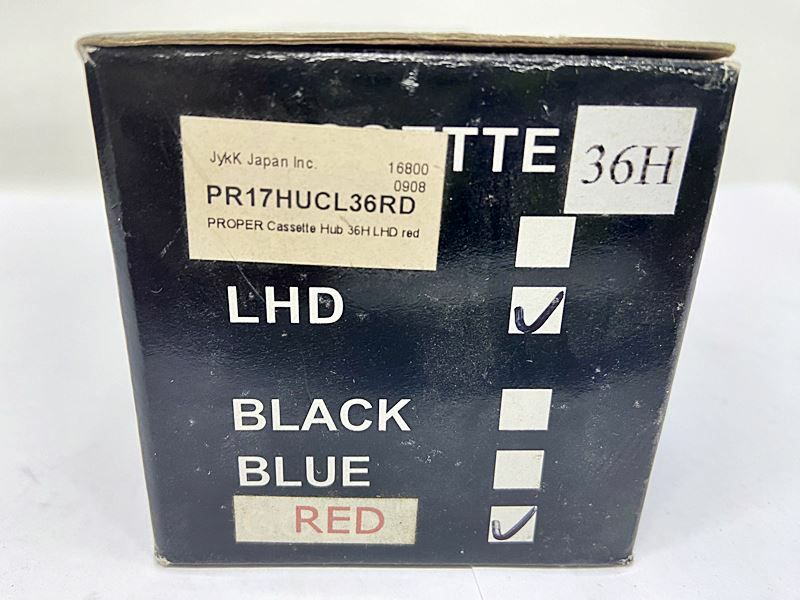 TTE
36H
JykK Japan Inc.
16800
0908
PR17HUCL36RD
PROPER Cassette Hub 36H LHD red
LHD
BLACK
BLUE
RED